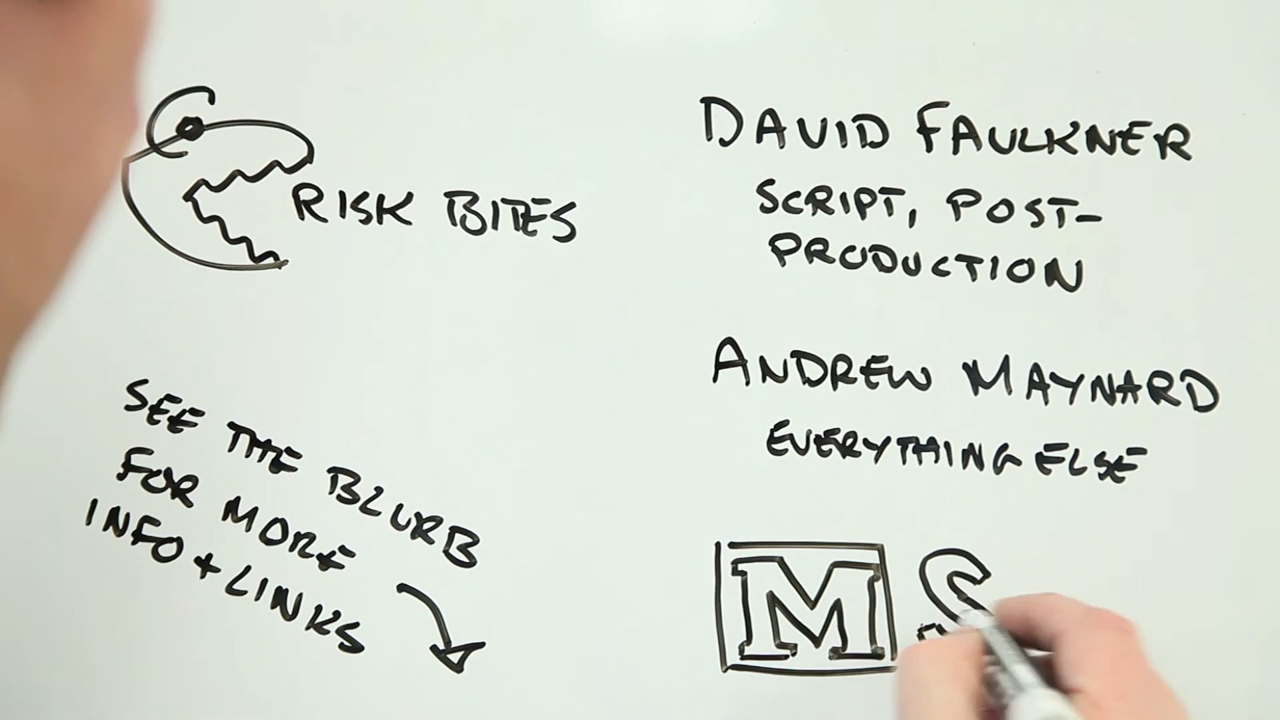 RISK BITES
SEE THE BLURB
FOR MORE
INFO + LINKS
DAVID FAULKNER
SCRIPT, POST-
PRODUCTION
ANDREW MAYNARD
EVERYTHING ELSE
M S